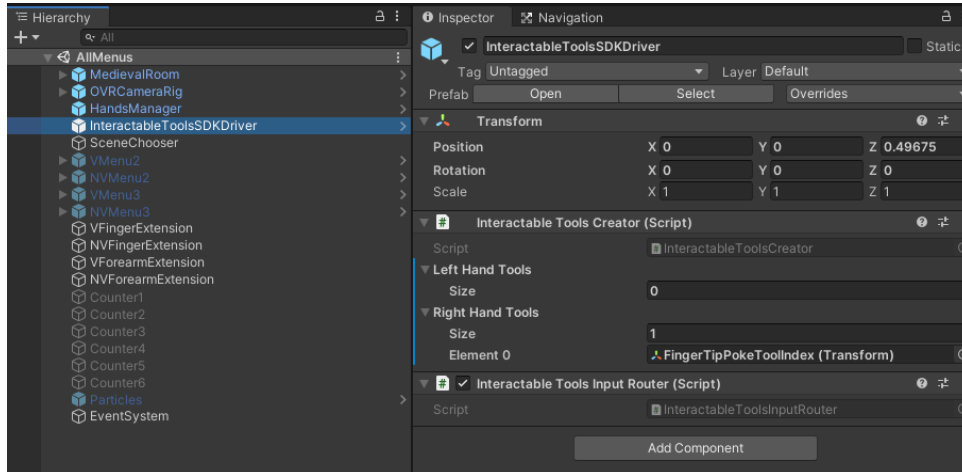 Hierarchy
All
AllMenus
MedievalRoom
OVRCameraRig
HandsManager
InteractableToolsSDKDriver
SceneChooser
VMenu2
NVMenu2
VMenu3
NVMenu3
VFingerExtension
NVFingerExtension
VForearmExtension
NVForearmExtension
Counter1
Counter2
Counter3
Counter4
Counter5
Counter6
Particles
EventSystem
Inspector Navigation
InteractableToolsSDKDriver Static
Tag Untagged Layer Default
Prefab Open Select Overrides
Transform
Position X 0 Y 0 Z 0.49675
Rotation X 0 Y 0 Z 0
Scale X 1 Y 1 Z 1
# Interactable Tools Creator (Script)
Script # InteractableToolsCreator
Left Hand Tools
Size 0
Right Hand Tools
Size 1
Element 0 FingerTipPokeToolIndex (Transform)
# Interactable Tools Input Router (Script)
Script # InteractableToolsInputRouter
Add Component